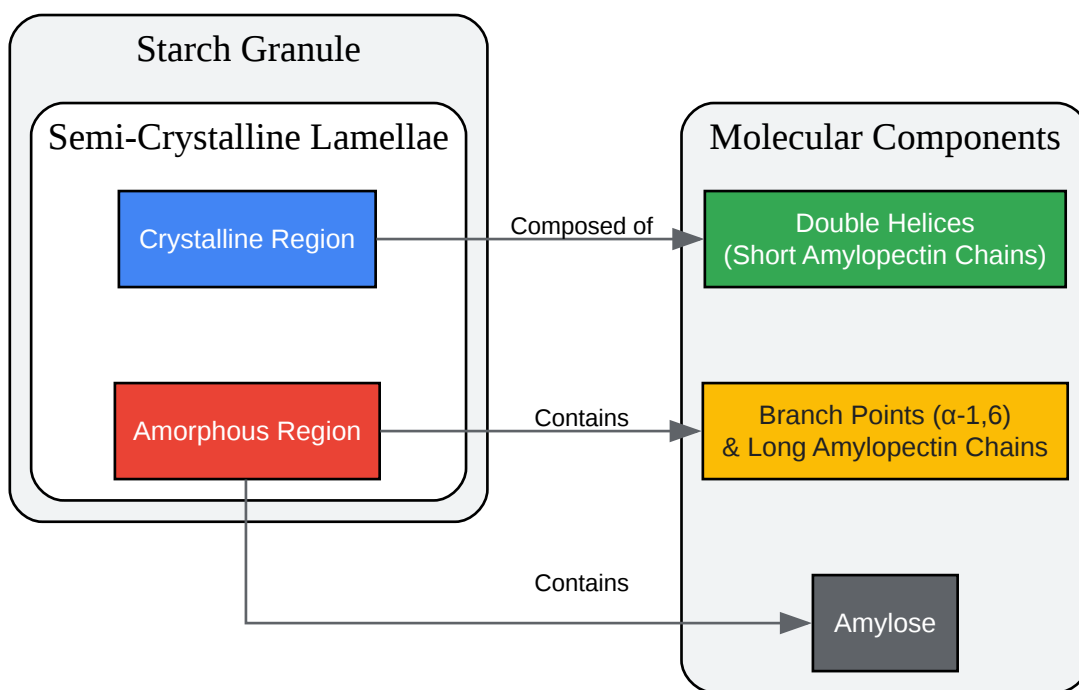 Starch Granule
Semi-Crystalline Lamellae
Molecular Components
Crystalline Region
Composed of
Double Helices
(Short Amylopectin Chains)
Amorphous Region
Contains
Branch Points (α-1,6)
& Long Amylopectin Chains
Contains
Amylose